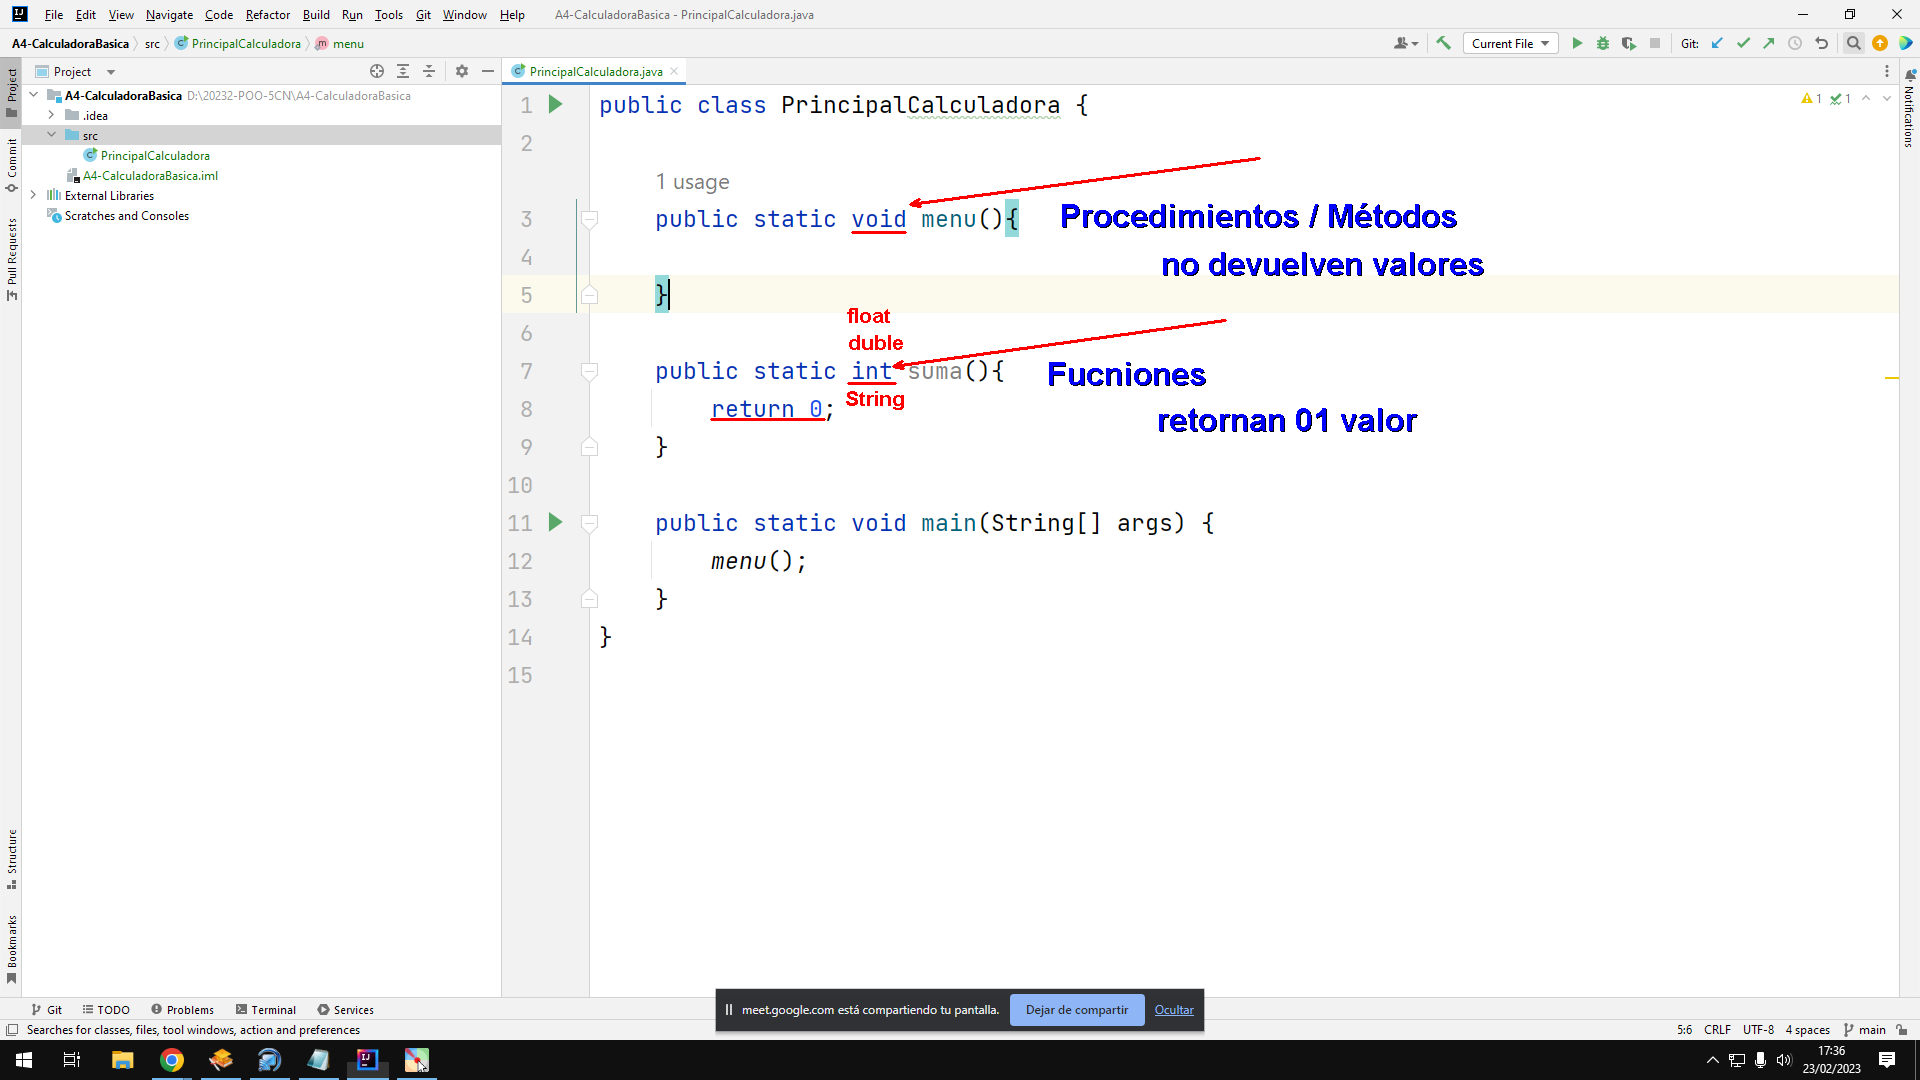 File Edit View Navigate Code Refactor Build Run Tools Git Window Help A4-CalculadoraBasica - PrincipalCalculadora.java
A4-CalculadoraBasica src PrincipalCalculadora menu
Current File Git:
Project
PrincipalCalculadora.java
Project
Commit
Pull Requests
Structure
Bookmarks
Notifications
A4-CalculadoraBasica D:\20232-POO-5CN\A4-CalculadoraBasica
.idea
src
PrincipalCalculadora
A4-CalculadoraBasica.iml
External Libraries
Scratches and Consoles
1 1
1 public class PrincipalCalculadora {
2
1 usage
3 public static void menu(){
Procedimientos / Métodos
4
no devuelven valores
5 }
6
float
duble
7 public static int suma(){
Fucniones
String
8 return 0;
retornan 01 valor
9 }
10
11 public static void main(String[] args) {
12 menu();
13 }
14 }
15
Git TODO Problems Terminal Services
meet.google.com está compartiendo tu pantalla. Dejar de compartir Ocultar
Searches for classes, files, tool windows, action and preferences
5:6 CRLF UTF-8 4 spaces main
17:36
23/02/2023